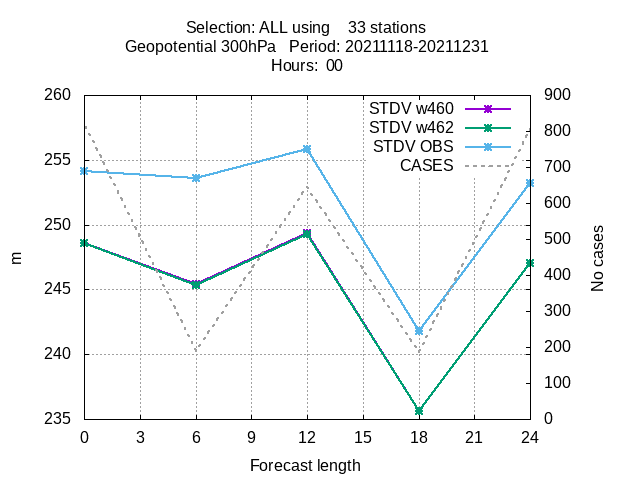 Selection: ALL using    33 stations
Geopotential 300hPa   Period: 20211118-20211231
Hours:  00
260
255
250
245
240
235
m
900
800
700
600
500
400
300
200
100
0
No cases
STDV w460
STDV w462
STDV OBS
CASES
0 3 6 9 12 15 18 21 24
Forecast length